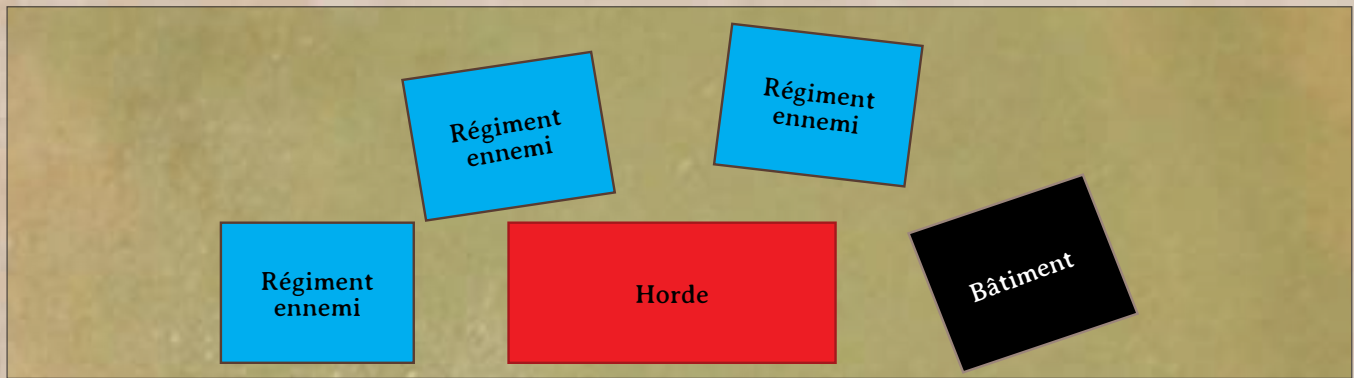 Régiment
ennemi
Régiment
ennemi
Régiment
ennemi
Horde
Bâtiment